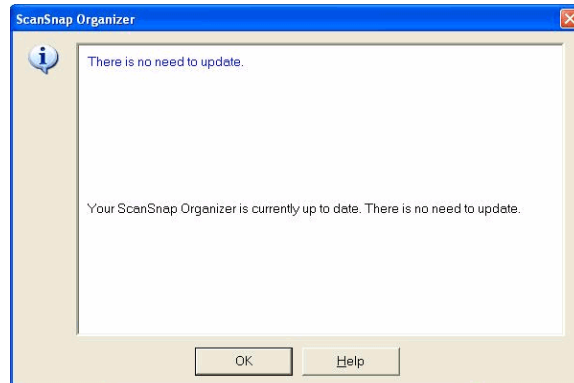 ScanSnap Organizer
There is no need to update.
Your ScanSnap Organizer is currently up to date. There is no need to update.
OK
Help